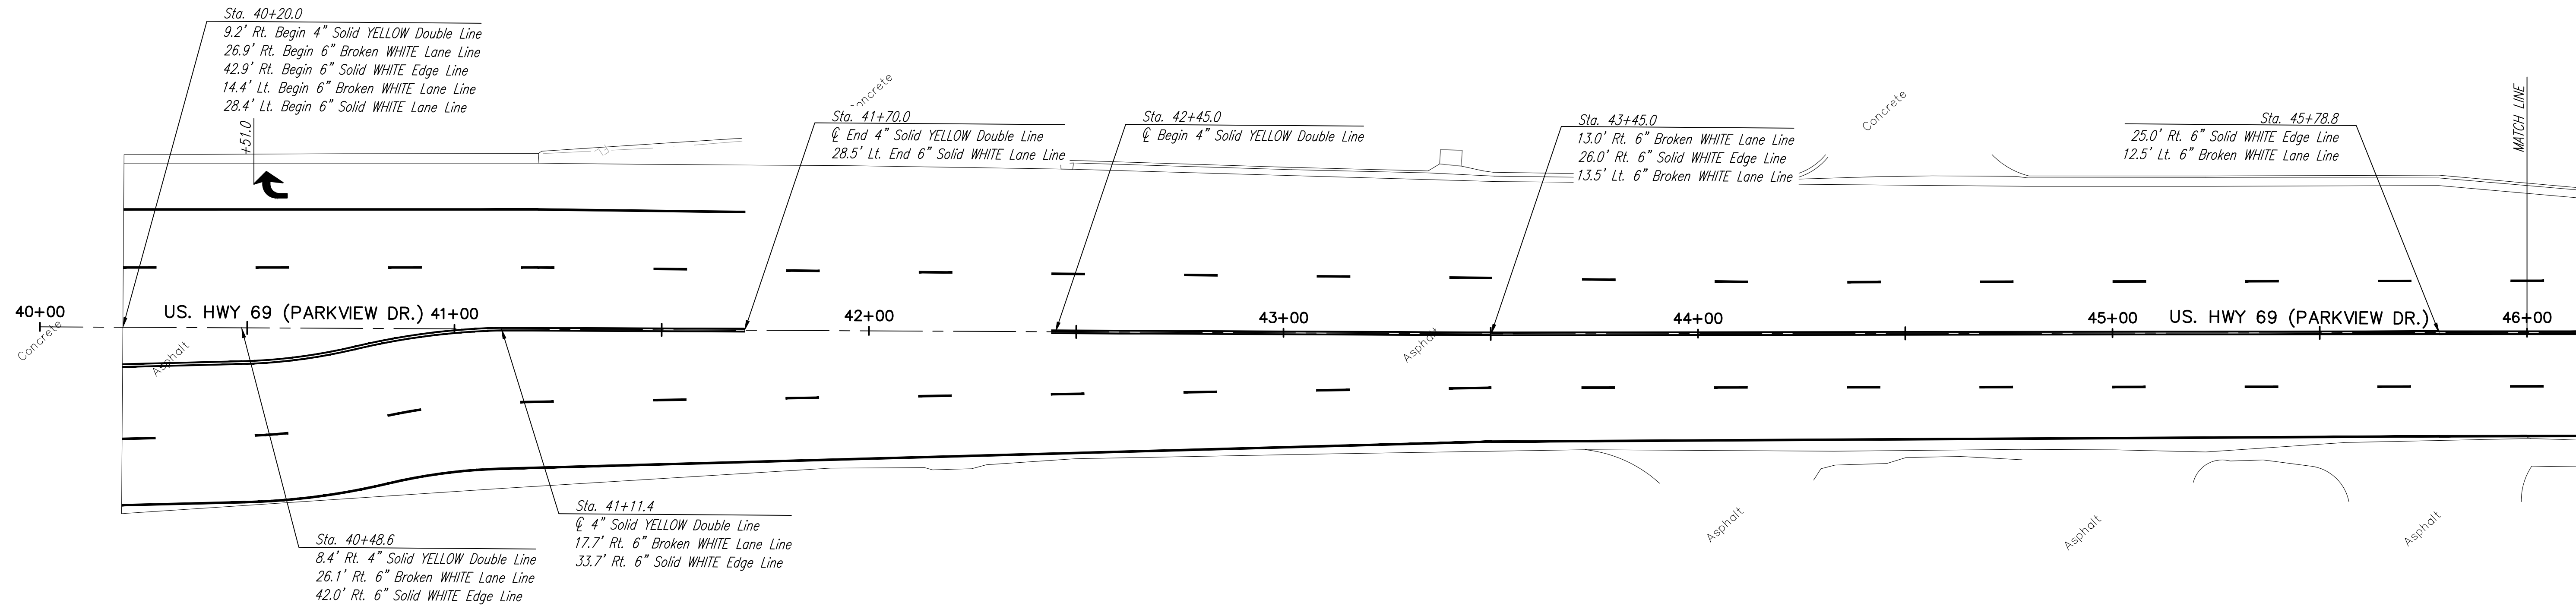 Sta. 40+20.0
9.2' Rt. Begin 4" Solid YELLOW Double Line
26.9' Rt. Begin 6" Broken WHITE Lane Line
42.9' Rt. Begin 6" Solid WHITE Edge Line
14.4' Lt. Begin 6" Broken WHITE Lane Line
28.4' Lt. Begin 6" Solid WHITE Lane Line
+51.0
Concrete
Sta. 41+70.0
℄ End 4" Solid YELLOW Double Line
28.5' Lt. End 6" Solid WHITE Lane Line
Sta. 42+45.0
℄ Begin 4" Solid YELLOW Double Line
Sta. 43+45.0
13.0' Rt. 6" Broken WHITE Lane Line
26.0' Rt. 6" Solid WHITE Edge Line
13.5' Lt. 6" Broken WHITE Lane Line
Concrete
Sta. 45+78.8
25.0' Rt. 6" Solid WHITE Edge Line
12.5' Lt. 6" Broken WHITE Lane Line
MATCH LINE
FL
40+00
US. HWY 69 (PARKVIEW DR.)
41+00
42+00
43+00
44+00
45+00
US. HWY 69 (PARKVIEW DR.)
46+00
Concrete
Asphalt
Asphalt
Sta. 40+48.6
8.4' Rt. 4" Solid YELLOW Double Line
26.1' Rt. 6" Broken WHITE Lane Line
42.0' Rt. 6" Solid WHITE Edge Line
Sta. 41+11.4
℄ 4" Solid YELLOW Double Line
17.7' Rt. 6" Broken WHITE Lane Line
33.7' Rt. 6" Solid WHITE Edge Line
Asphalt
Asphalt
Asphalt